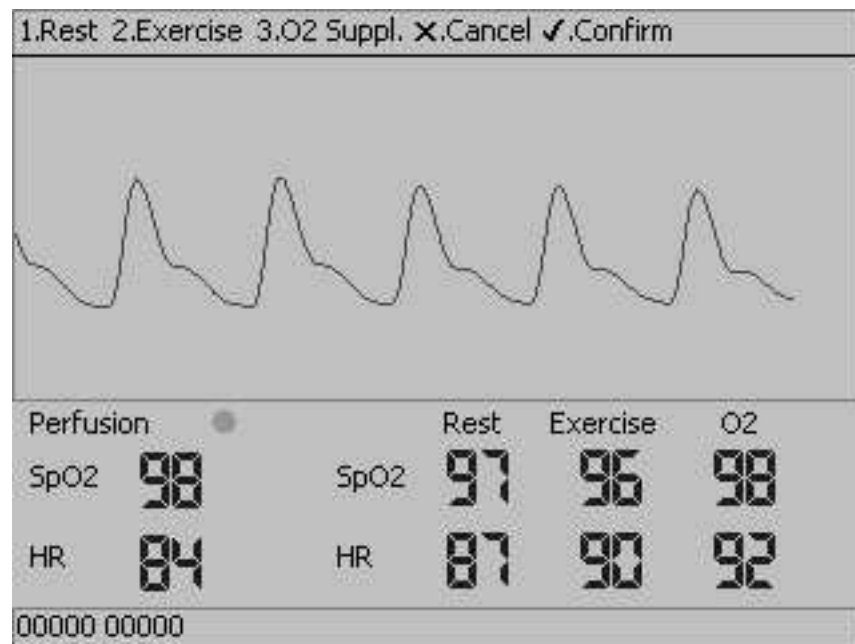 1.Rest 2.Exercise 3.O2 Suppl. ✗.Cancel ✓.Confirm
Perfusion Rest Exercise O2
SpO2 98 SpO2 97 96 98
HR 84 HR 87 90 92
00000 00000